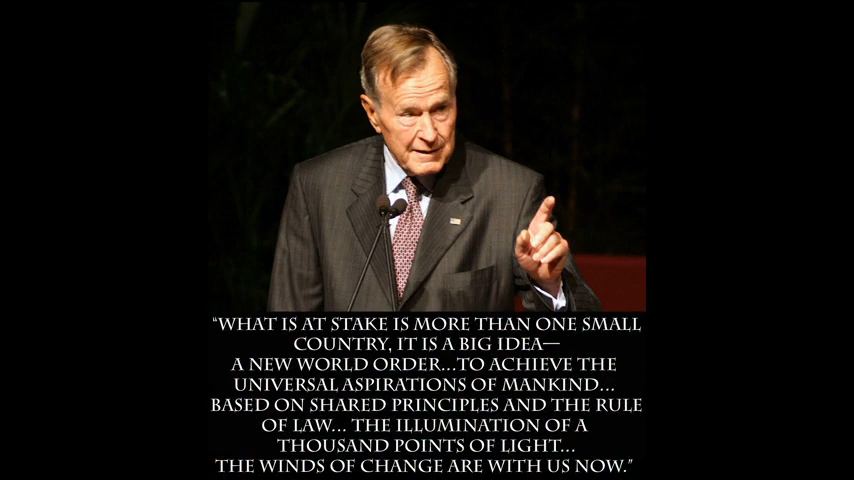 “WHAT IS AT STAKE IS MORE THAN ONE SMALL
COUNTRY, IT IS A BIG IDEA—
A NEW WORLD ORDER...TO ACHIEVE THE
UNIVERSAL ASPIRATIONS OF MANKIND...
BASED ON SHARED PRINCIPLES AND THE RULE
OF LAW... THE ILLUMINATION OF A
THOUSAND POINTS OF LIGHT...
THE WINDS OF CHANGE ARE WITH US NOW.”